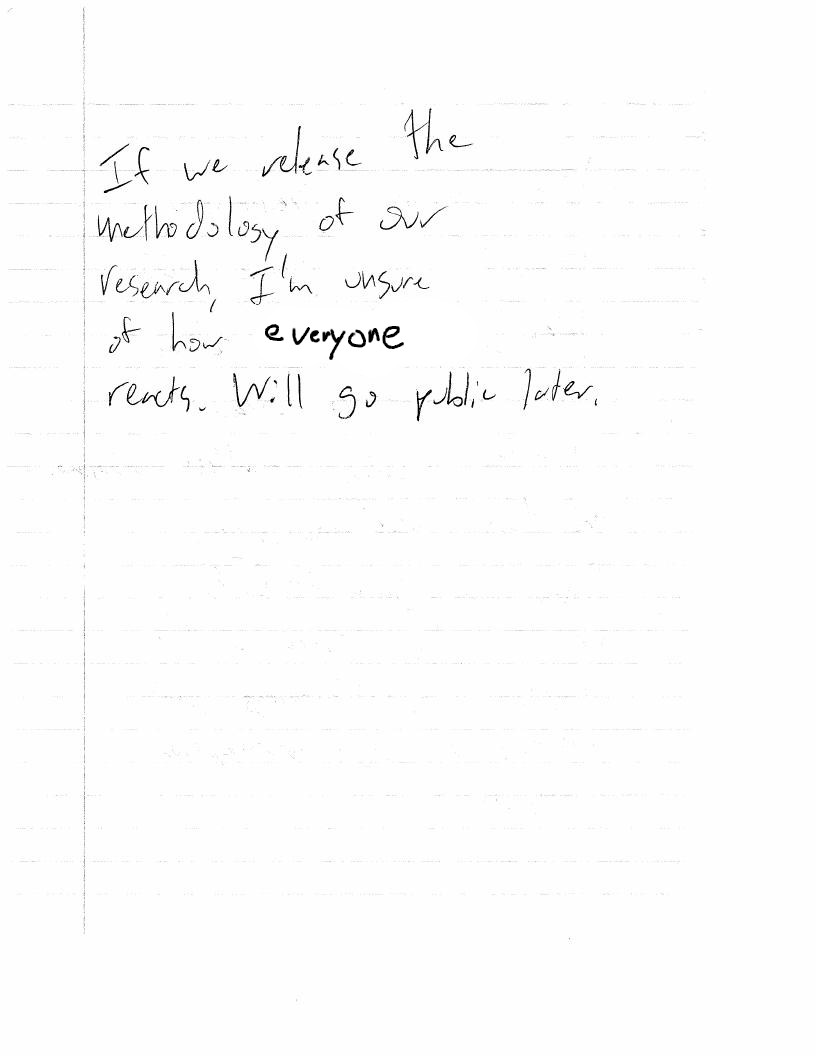 If we release the
methodology of our
research, I'm unsure
of how everyone
reacts. Will go public later.